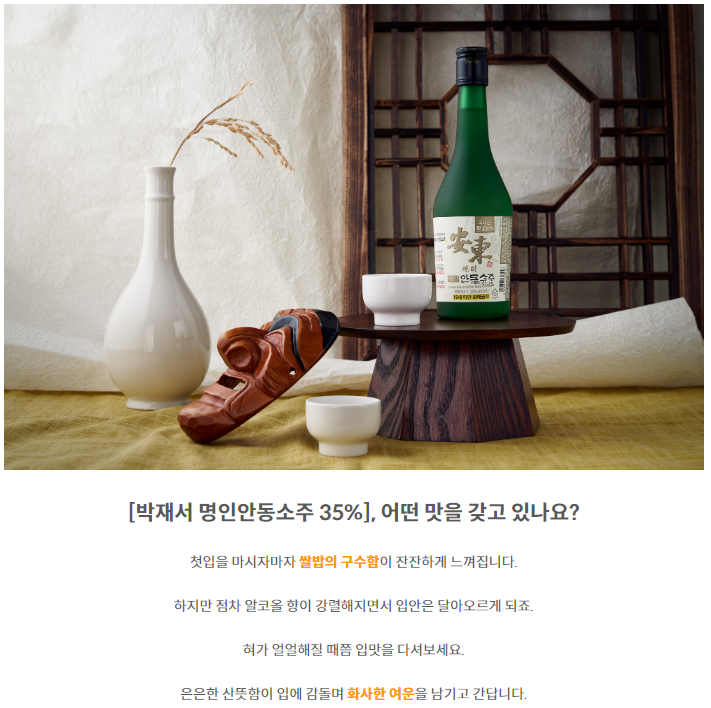 安東
燒酎
안동소주
[박재서 명인안동소주 35%], 어떤 맛을 갖고 있나요?
첫입을 마시자마자 쌀밥의 구수함이 잔잔하게 느껴집니다.
하지만 점차 알코올 향이 강렬해지면서 입안은 달아오르게 되죠.
혀가 얼얼해질 때쯤 입맛을 다셔보세요.
은은한 산뜻함이 입에 감돌며 화사한 여운을 남기고 간답니다.